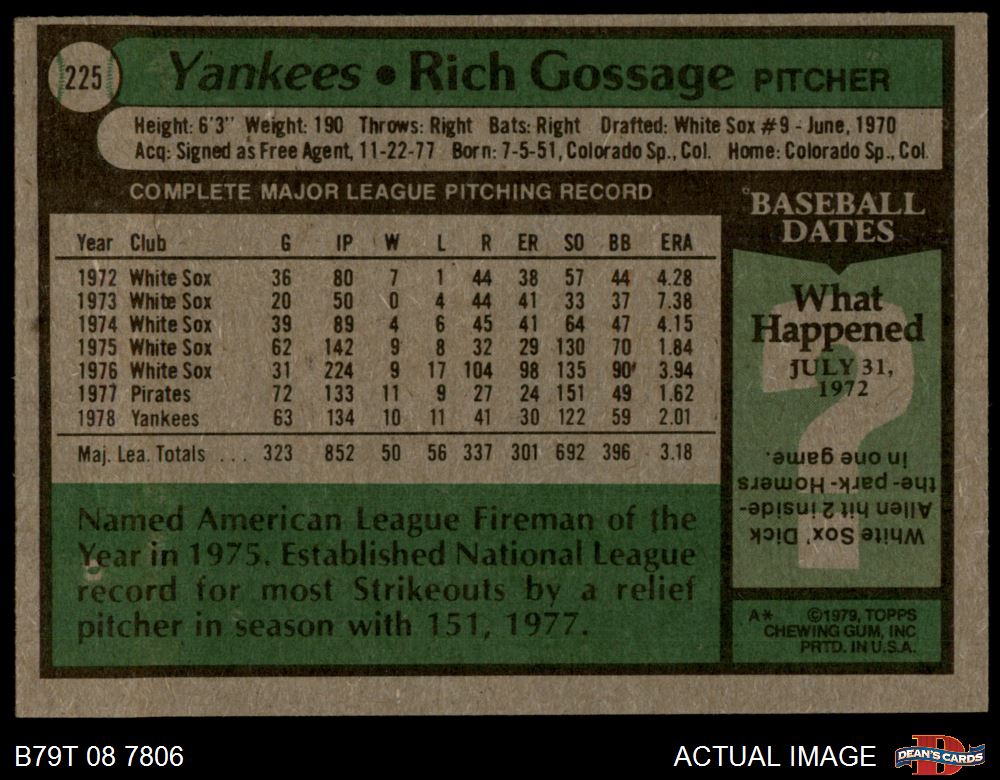 225
Yankees • Rich Gossage PITCHER
Height: 6'3" Weight: 190 Throws: Right Bats: Right Drafted: White Sox #9 - June, 1970
Acq: Signed as Free Agent, 11-22-77 Born: 7-5-51, Colorado Sp., Col. Home: Colorado Sp., Col.
COMPLETE MAJOR LEAGUE PITCHING RECORD
Year Club G IP W L R ER SO BB ERA
1972 White Sox 36 80 7 1 44 38 57 44 4.28
1973 White Sox 20 50 0 4 44 41 33 37 7.38
1974 White Sox 39 89 4 6 45 41 64 47 4.15
1975 White Sox 62 142 9 8 32 29 130 70 1.84
1976 White Sox 31 224 9 17 104 98 135 90 3.94
1977 Pirates 72 133 11 9 27 24 151 49 1.62
1978 Yankees 63 134 10 11 41 30 122 59 2.01
Maj. Lea. Totals ... 323 852 50 56 337 301 692 396 3.18
Named American League Fireman of the
Year in 1975. Established National League
record for most Strikeouts by a relief
pitcher in season with 151, 1977.
BASEBALL
DATES
What
Happened
JULY 31,
1972
White Sox' Dick
Allen hit 2 inside-
the-park-Homers
in one game.
A* ©1979, TOPPS
CHEWING GUM, INC
PRTD. IN U.S.A.
B79T 08 7806
ACTUAL IMAGE
DEAN'S CARDS